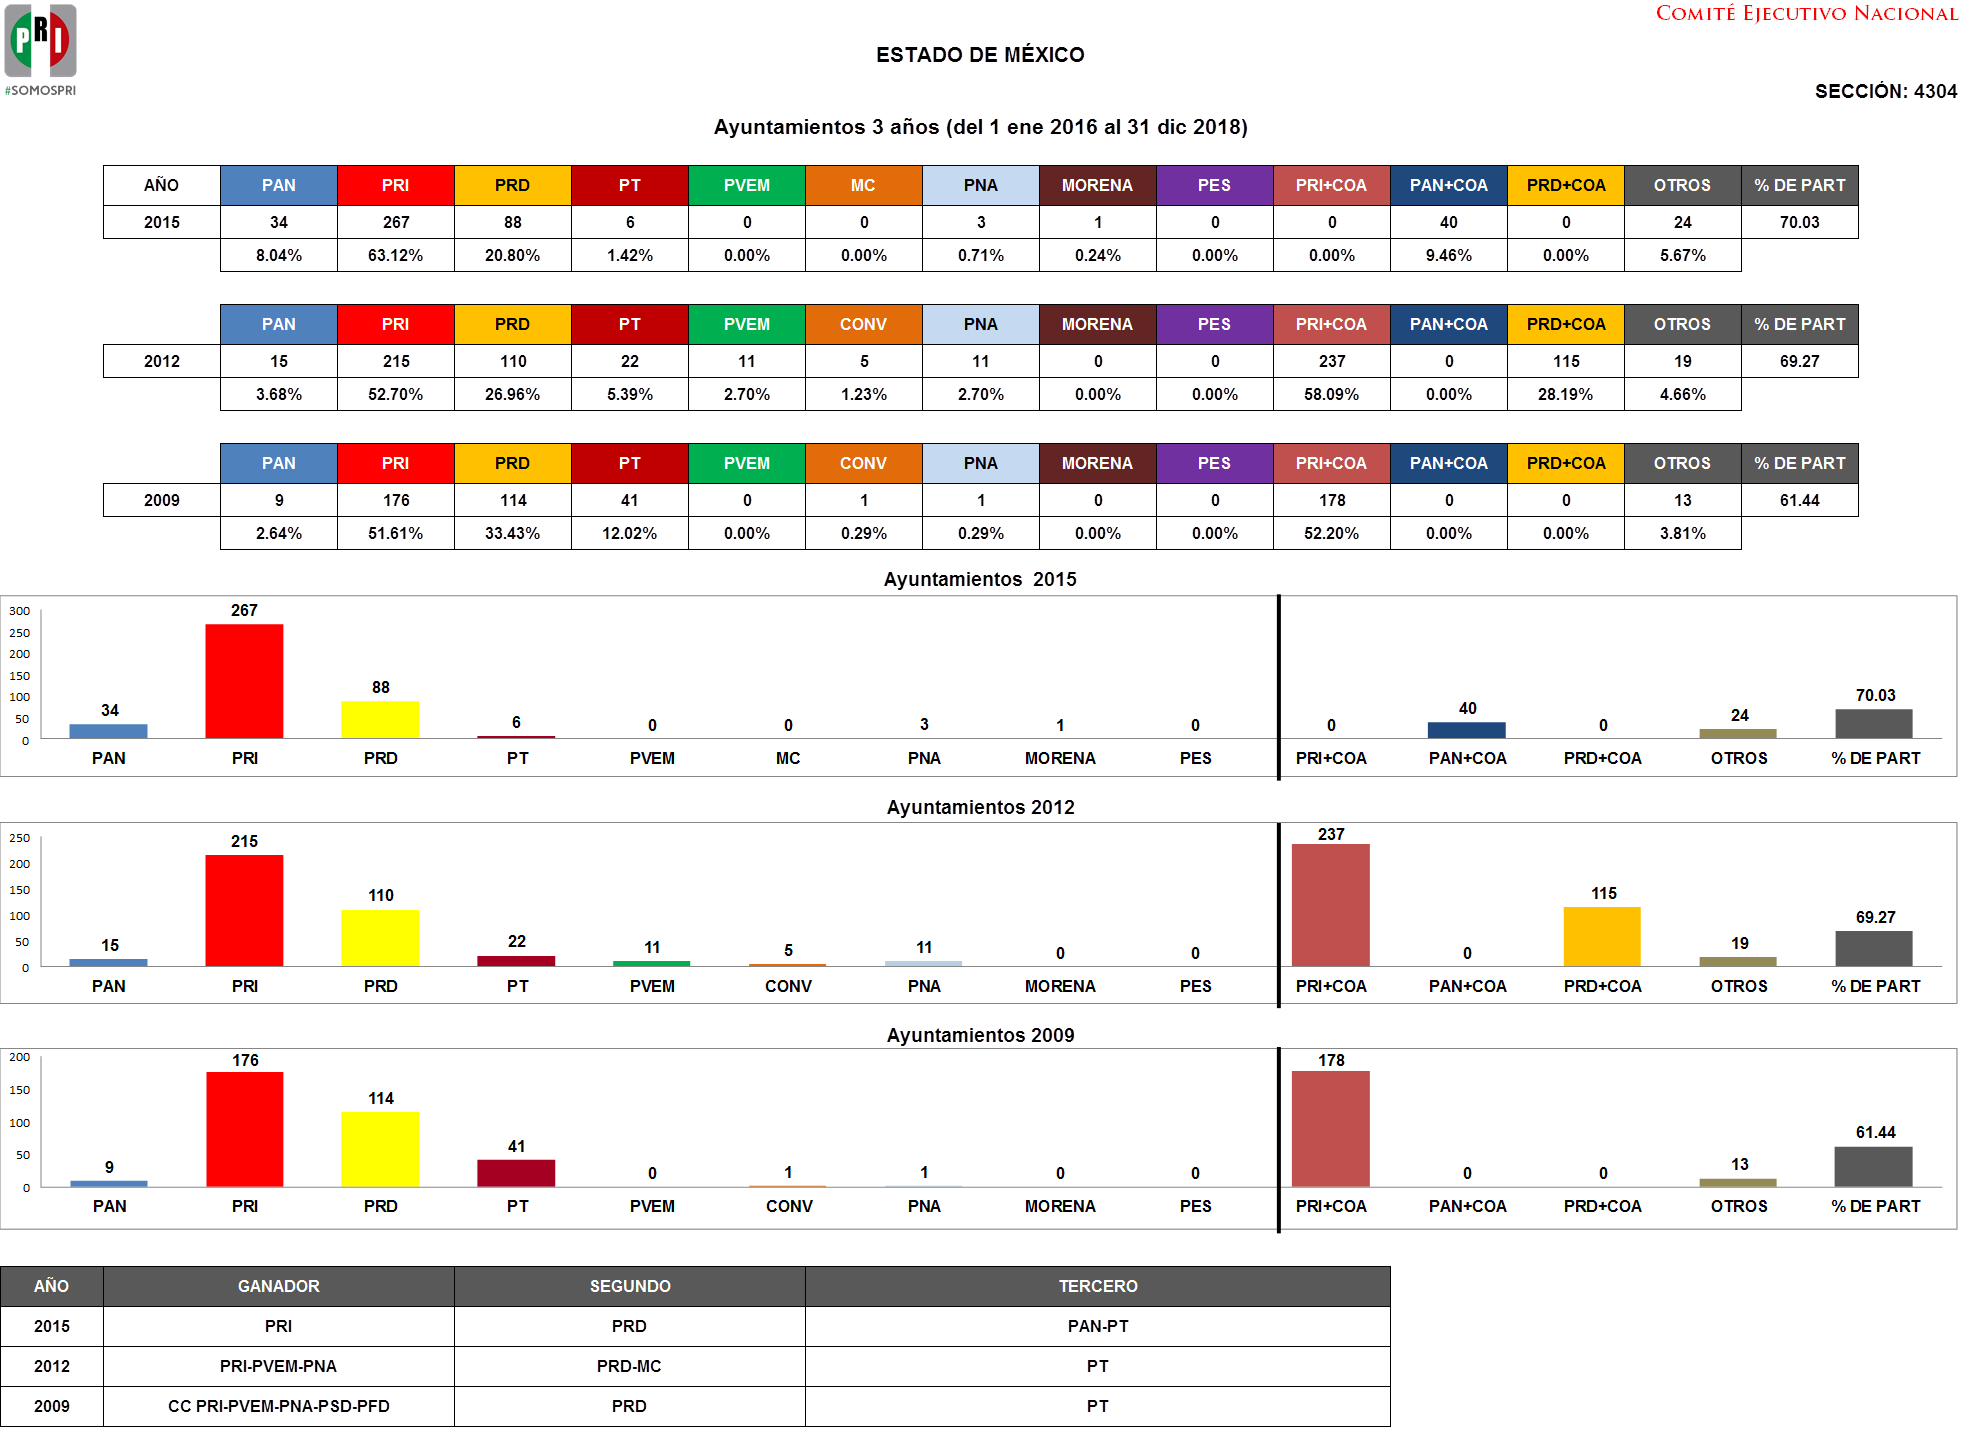 COMITÉ EJECUTIVO NACIONAL
PRI
#SOMOSPRI
ESTADO DE MÉXICO
SECCIÓN: 4304
Ayuntamientos 3 años (del 1 ene 2016 al 31 dic 2018)
AÑO PAN PRI PRD PT PVEM MC PNA MORENA PES PRI+COA PAN+COA PRD+COA OTROS % DE PART
2015 34 267 88 6 0 0 3 1 0 0 40 0 24 70.03
8.04% 63.12% 20.80% 1.42% 0.00% 0.00% 0.71% 0.24% 0.00% 0.00% 9.46% 0.00% 5.67%
PAN PRI PRD PT PVEM CONV PNA MORENA PES PRI+COA PAN+COA PRD+COA OTROS % DE PART
2012 15 215 110 22 11 5 11 0 0 237 0 115 19 69.27
3.68% 52.70% 26.96% 5.39% 2.70% 1.23% 2.70% 0.00% 0.00% 58.09% 0.00% 28.19% 4.66%
PAN PRI PRD PT PVEM CONV PNA MORENA PES PRI+COA PAN+COA PRD+COA OTROS % DE PART
2009 9 176 114 41 0 1 1 0 0 178 0 0 13 61.44
2.64% 51.61% 33.43% 12.02% 0.00% 0.29% 0.29% 0.00% 0.00% 52.20% 0.00% 0.00% 3.81%
Ayuntamientos 2015
300
250
200
150
100
50
0
34 267 88 6 0 0 3 1 0 0 40 0 24 70.03
PAN PRI PRD PT PVEM MC PNA MORENA PES PRI+COA PAN+COA PRD+COA OTROS % DE PART
Ayuntamientos 2012
250
200
150
100
50
0
15 215 110 22 11 5 11 0 0 237 0 115 19 69.27
PAN PRI PRD PT PVEM CONV PNA MORENA PES PRI+COA PAN+COA PRD+COA OTROS % DE PART
Ayuntamientos 2009
200
150
100
50
0
9 176 114 41 0 1 1 0 0 178 0 0 13 61.44
PAN PRI PRD PT PVEM CONV PNA MORENA PES PRI+COA PAN+COA PRD+COA OTROS % DE PART
AÑO GANADOR SEGUNDO TERCERO
2015 PRI PRD PAN-PT
2012 PRI-PVEM-PNA PRD-MC PT
2009 CC PRI-PVEM-PNA-PSD-PFD PRD PT